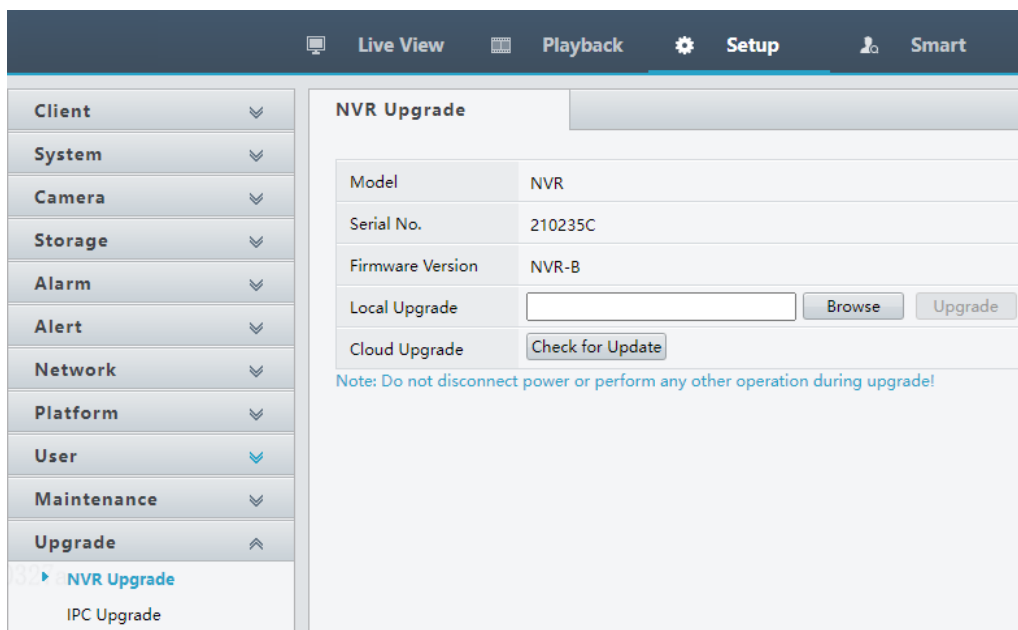 Live View Playback Setup Smart
Client
System
Camera
Storage
Alarm
Alert
Network
Platform
User
Maintenance
Upgrade
NVR Upgrade
IPC Upgrade
NVR Upgrade
Model NVR
Serial No. 210235C
Firmware Version NVR-B
Local Upgrade Browse Upgrade
Cloud Upgrade Check for Update
Note: Do not disconnect power or perform any other operation during upgrade!